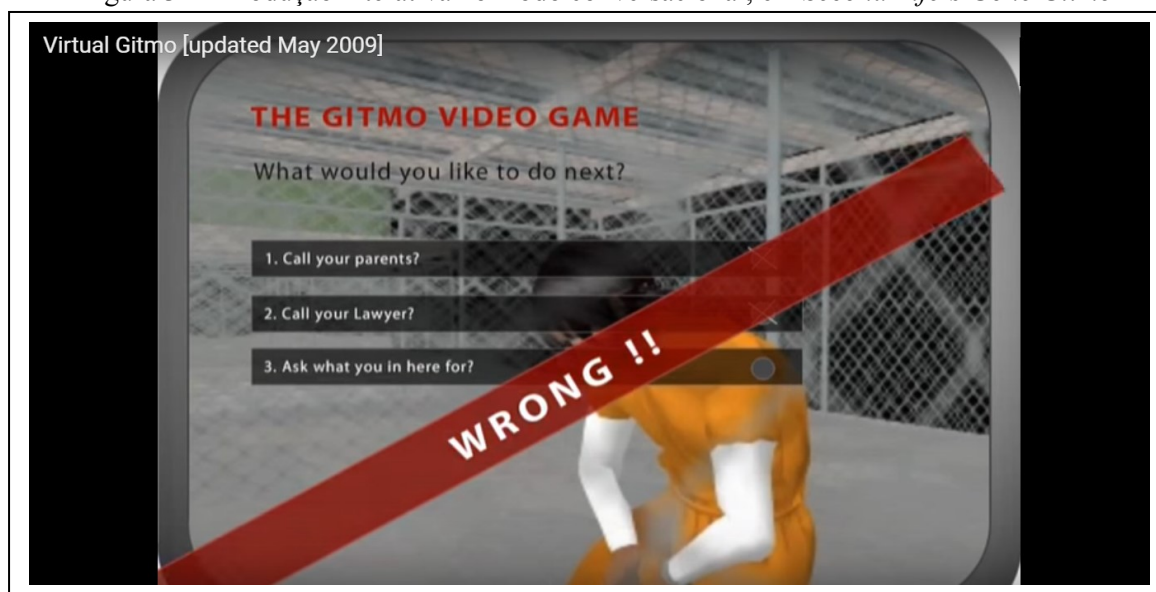 Virtual Gitmo [updated May 2009]
THE GITMO VIDEO GAME
What would you like to do next?
1. Call your parents?
2. Call your Lawyer?
3. Ask what you in here for?
WRONG !!